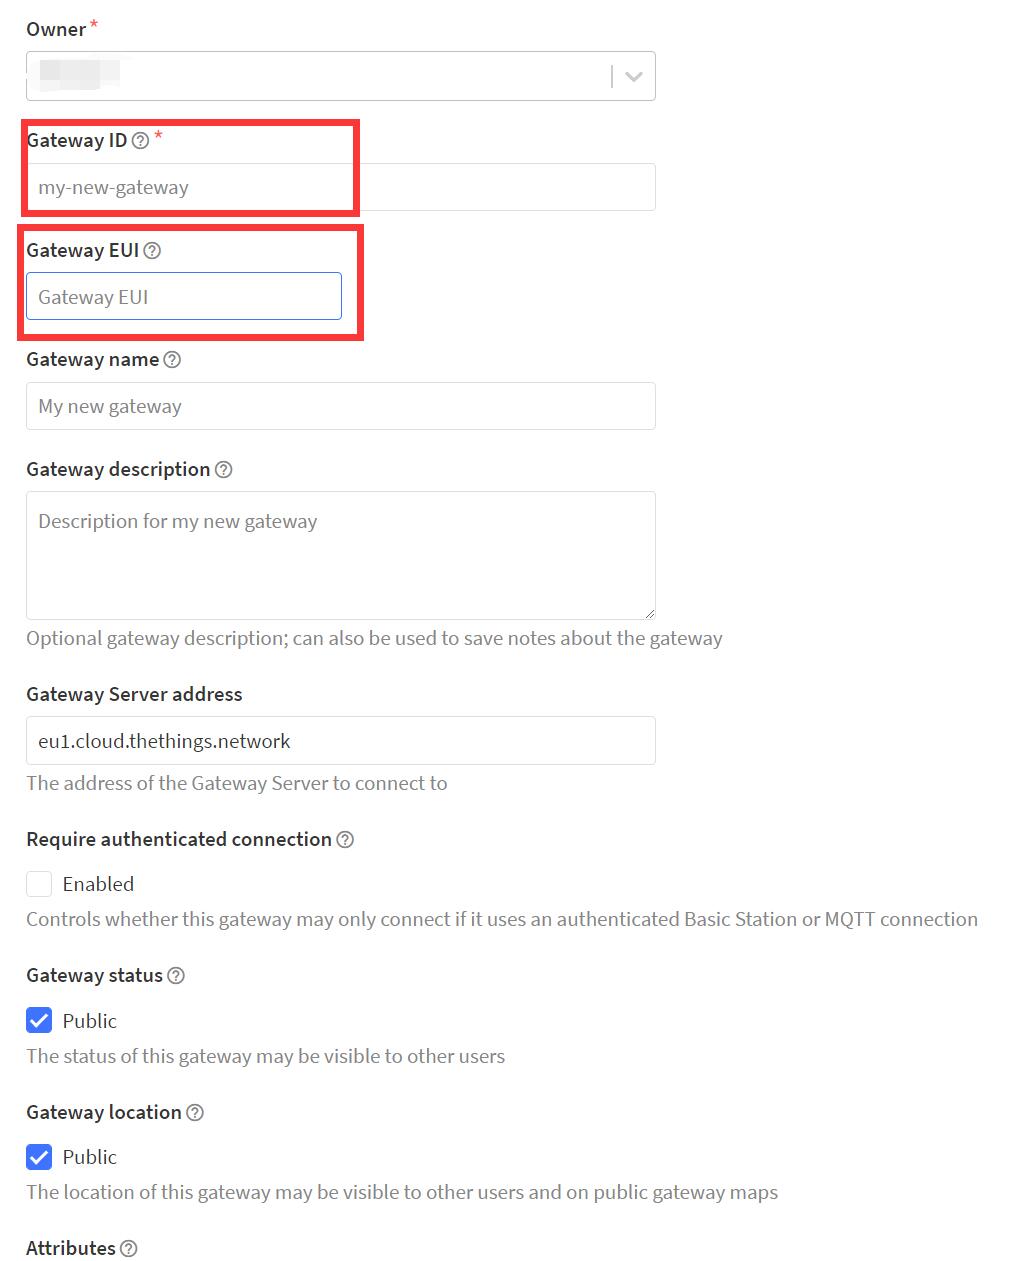 Owner *
Gateway ID *
my-new-gateway
Gateway EUI
Gateway EUI
Gateway name
My new gateway
Gateway description
Description for my new gateway
Optional gateway description; can also be used to save notes about the gateway
Gateway Server address
eu1.cloud.thethings.network
The address of the Gateway Server to connect to
Require authenticated connection
Enabled
Controls whether this gateway may only connect if it uses an authenticated Basic Station or MQTT connection
Gateway status
Public
The status of this gateway may be visible to other users
Gateway location
Public
The location of this gateway may be visible to other users and on public gateway maps
Attributes